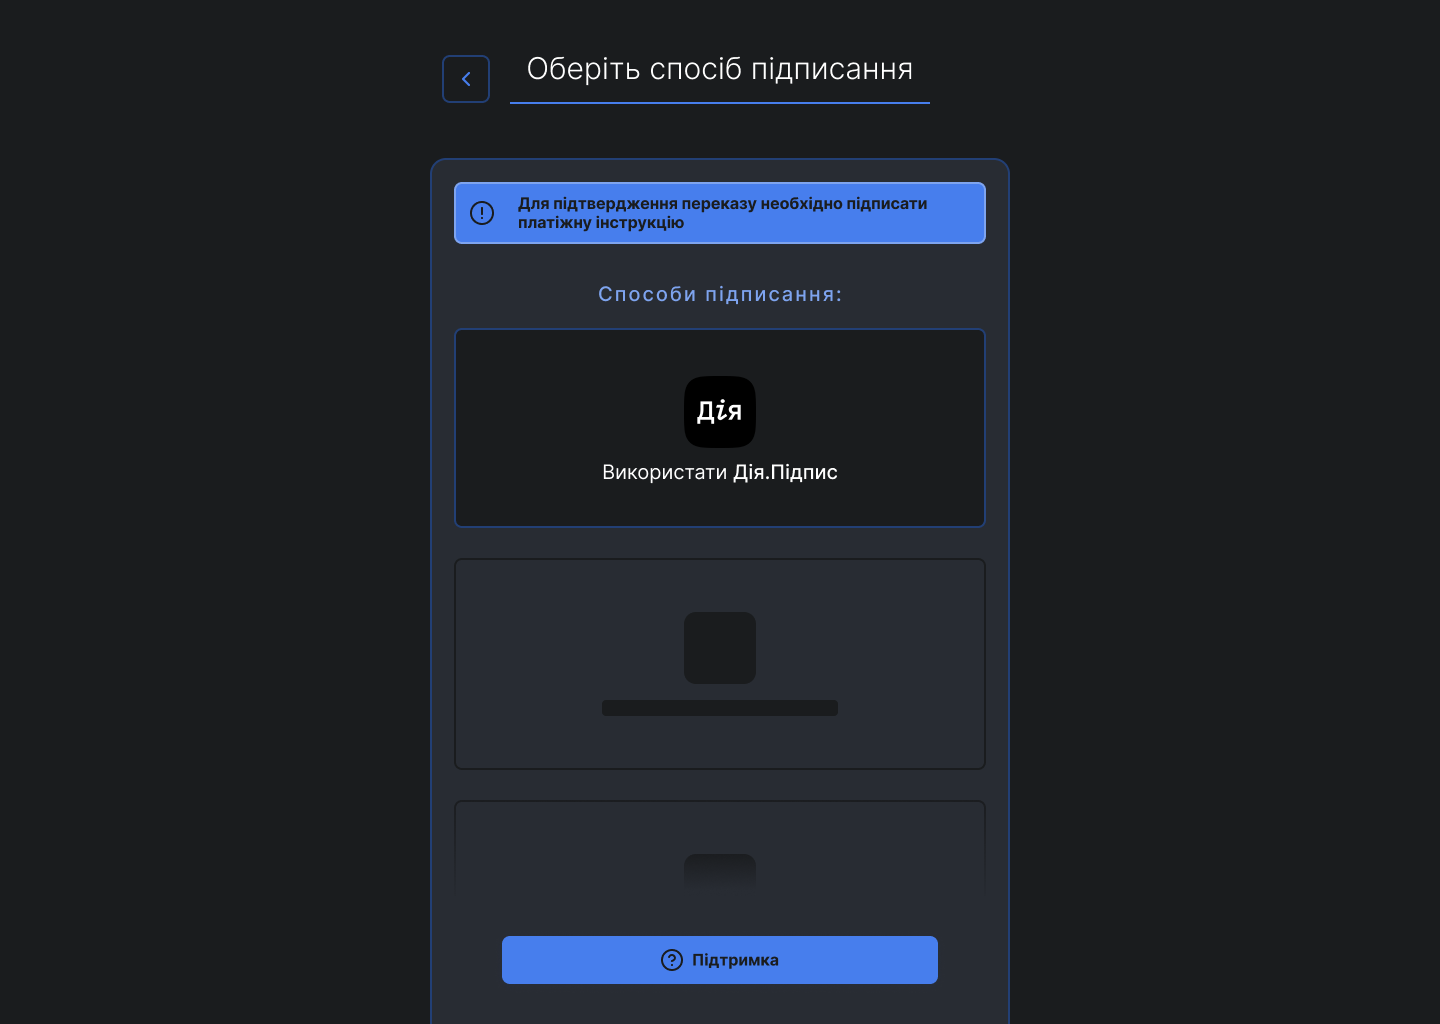 Оберіть спосіб підписання
Для підтвердження переказу необхідно підписати
платіжну інструкцію
Способи підписання:
Дія
Використати Дія.Підпис
Підтримка